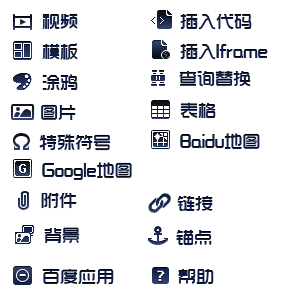 视频 插入代码
模板 插入Iframe
涂鸦 查询替换
图片 表格
特殊符号 Baidu地图
G Google地图
附件 链接
背景 锚点
百度应用 ? 帮助